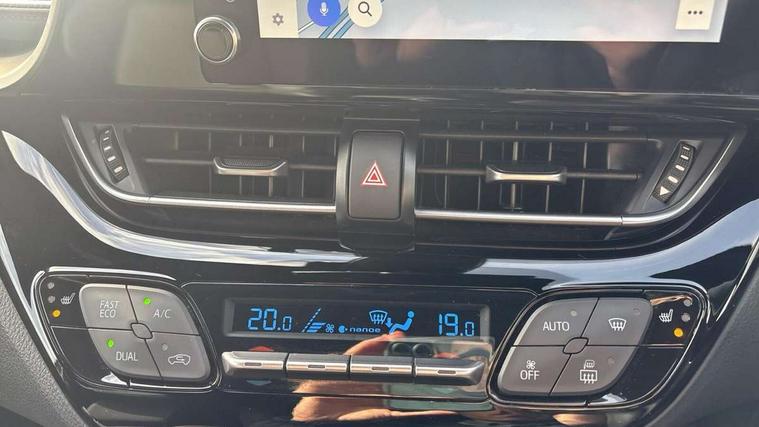 FAST
ECO
A/C
DUAL
20.0
nanoe
19.0
AUTO
OFF